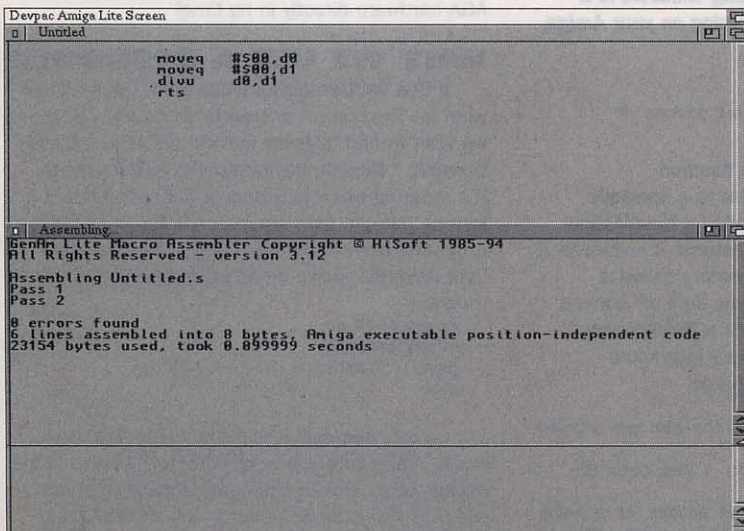 Devpac Amiga Lite Screen
Untitled
moveq #$00,d0
moveq #$00,d1
divu d0,d1
rts
Assembling...
GenAm Lite Macro Assembler Copyright © HiSoft 1985-94
All Rights Reserved - version 3.12
Assembling Untitled.s
Pass 1
Pass 2
0 errors found
6 lines assembled into 8 bytes, Amiga executable position-independent code
23154 bytes used, took 0.099999 seconds